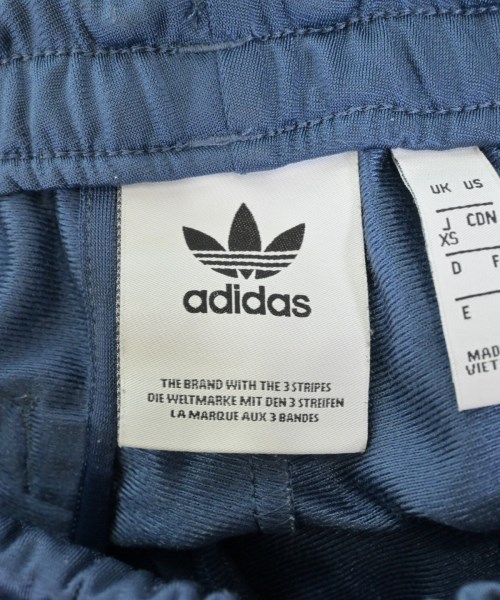 adidas
THE BRAND WITH THE 3 STRIPES
DIE WELTMARKE MIT DEN 3 STREIFEN
LA MARQUE AUX 3 BANDES
UK US
J CDN
XS
D F
E
MADE
VIET